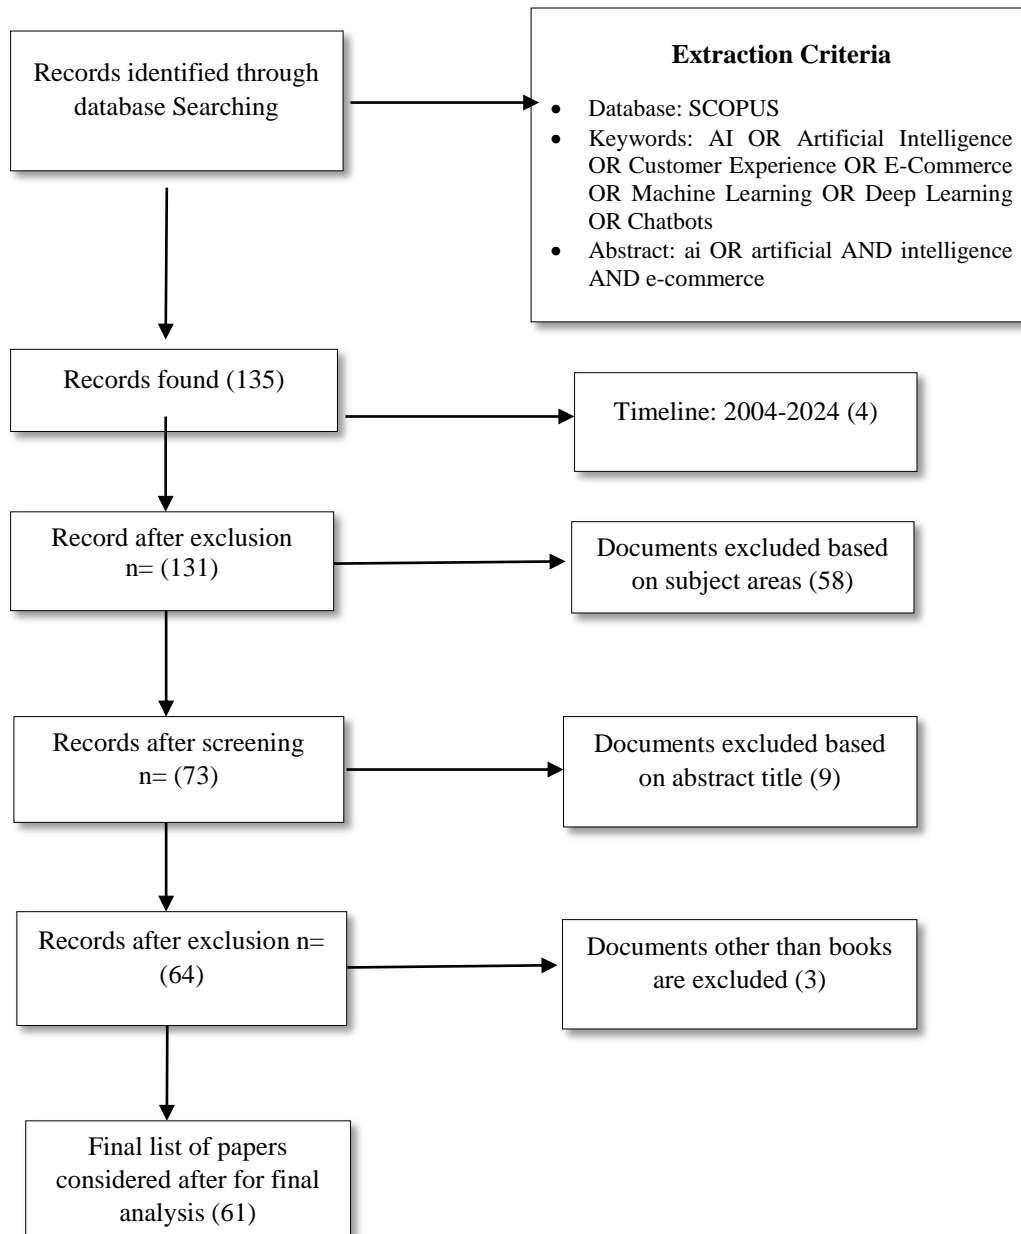 Records identified through
database Searching
Extraction Criteria
• Database: SCOPUS
• Keywords: AI OR Artificial Intelligence
OR Customer Experience OR E-Commerce
OR Machine Learning OR Deep Learning
OR Chatbots
• Abstract: ai OR artificial AND intelligence
AND e-commerce
Records found (135)
Timeline: 2004-2024 (4)
Record after exclusion
n= (131)
Documents excluded based
on subject areas (58)
Records after screening
n= (73)
Documents excluded based
on abstract title (9)
Records after exclusion n=
(64)
Documents other than books
are excluded (3)
Final list of papers
considered after for final
analysis (61)